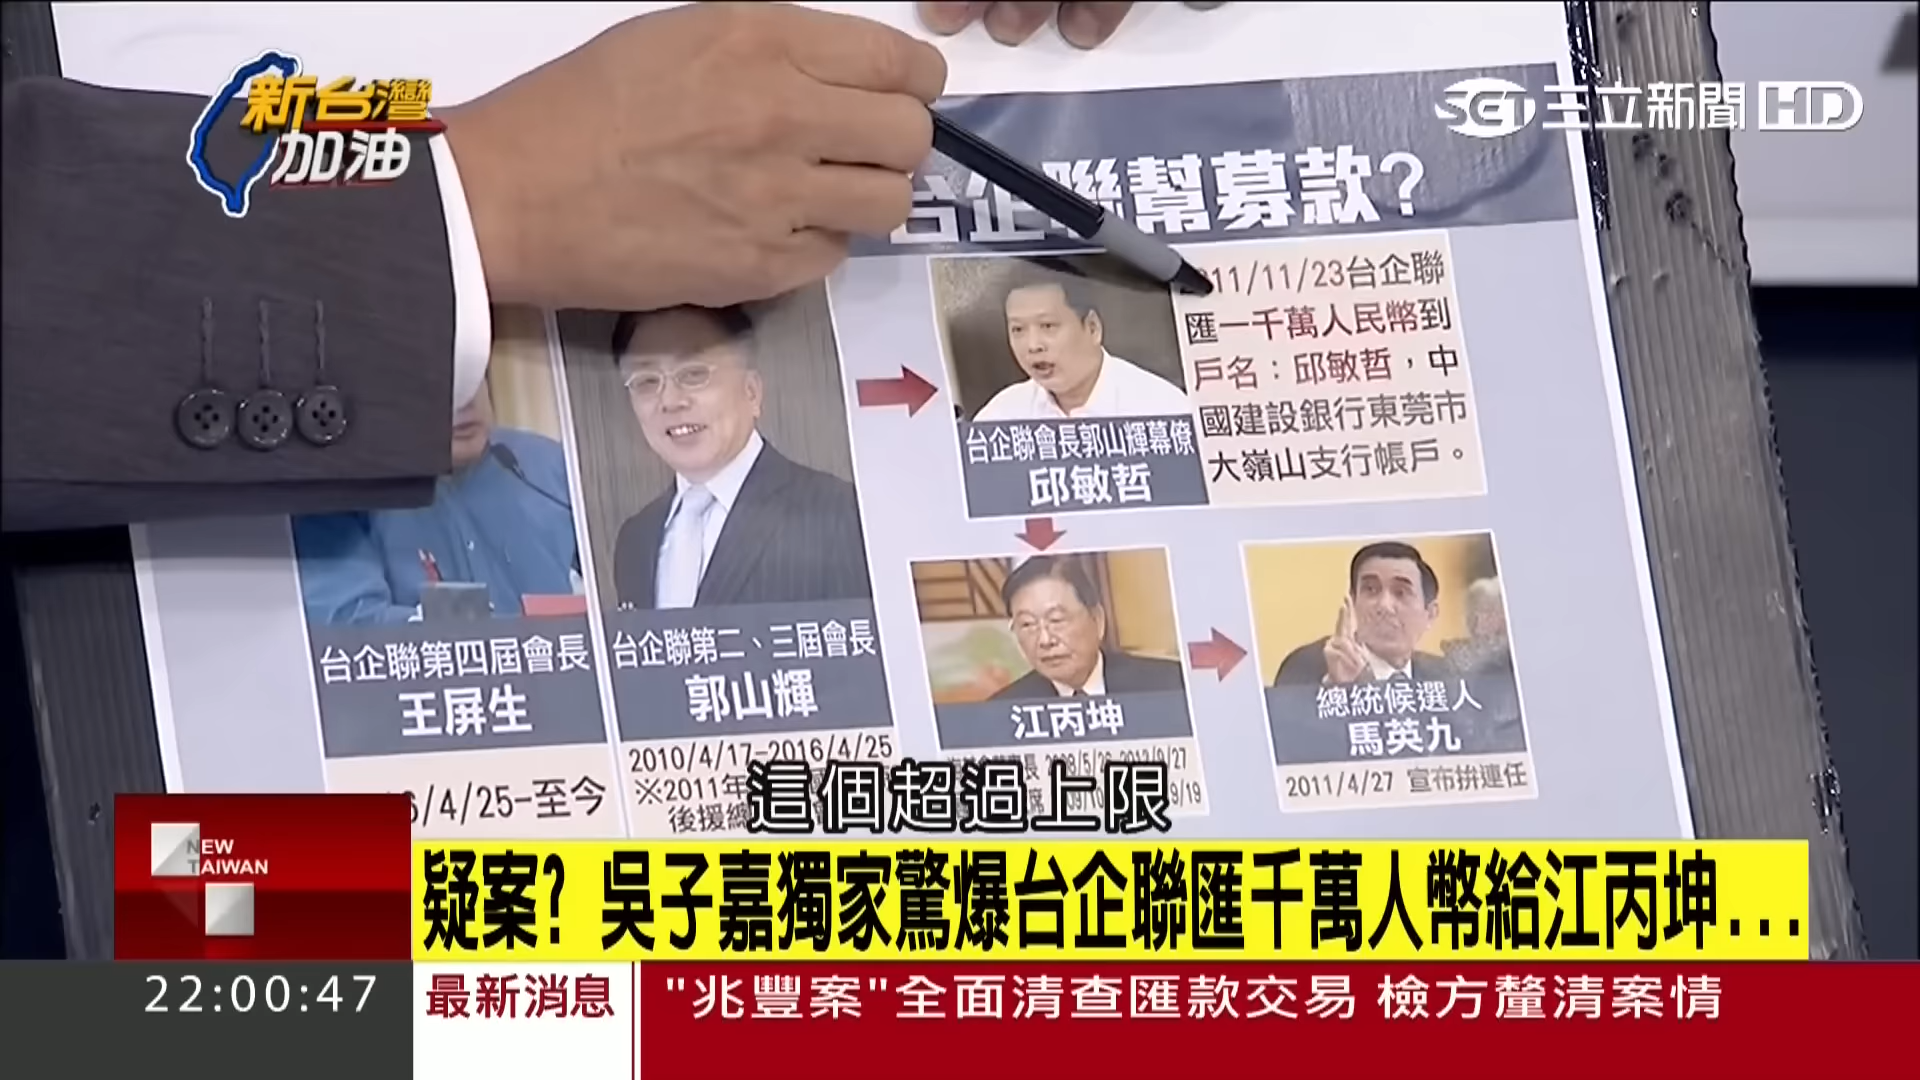 新台灣
加油
SET三立新聞HD
台企聯幫募款?
2011/11/23台企聯
匯一千萬人民幣到
戶名：邱敏哲，中
國建設銀行東莞市
大嶺山支行帳戶。
台企聯會長郭山輝幕僚
邱敏哲
台企聯第四屆會長
王屏生
6/4/25-至今
台企聯第二、三屆會長
郭山輝
2010/4/17-2016/4/25
※2011年
後援總
江丙坤
總統候選人
馬英九
2011/4/27 宣布拚連任
這個超過上限
NEW
TAIWAN
疑案? 吳子嘉獨家驚爆台企聯匯千萬人幣給江丙坤...
22:00:47
最新消息
"兆豐案"全面清查匯款交易 檢方釐清案情